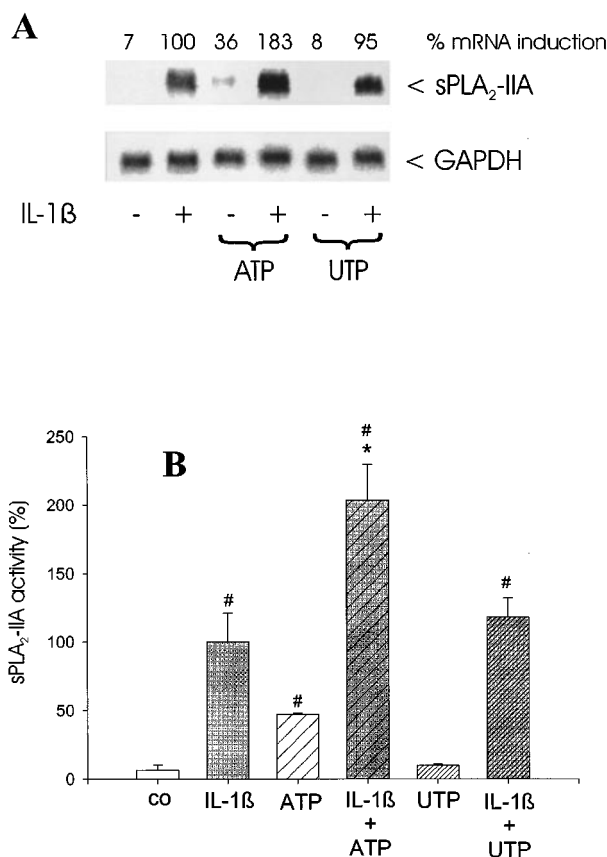 A
7 100 36 183 8 95 % mRNA induction
< sPLA₂-IIA
< GAPDH
IL-1ß - + - + - +
ATP UTP
B
sPLA₂-IIA activity (%)
250
200
150
100
50
0
#
#
#
*
#
co IL-1ß ATP IL-1ß + ATP UTP IL-1ß + UTP